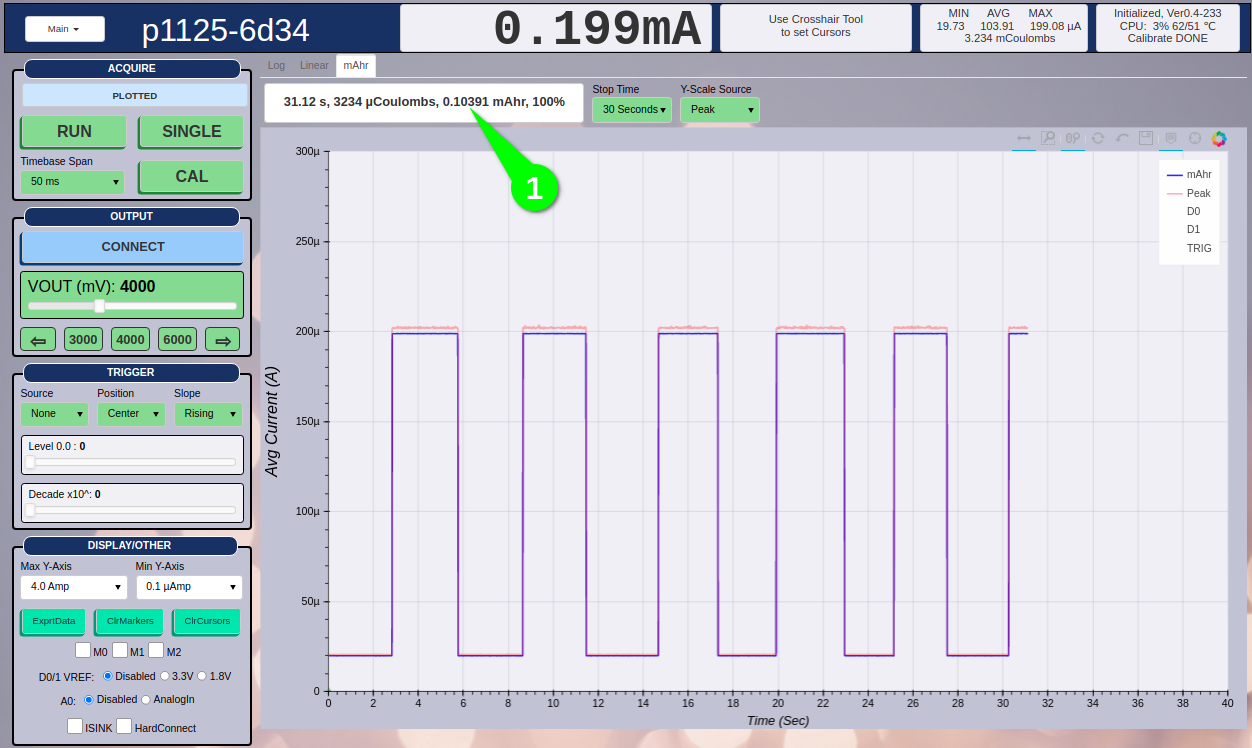 Main
p1125-6d34
0.199mA
Use Crosshair Tool
to set Cursors
MIN AVG MAX
19.73 103.91 199.08 µA
3.234 mCoulombs
Initialized, Ver0.4-233
CPU: 3% 62/51 ℃
Calibrate DONE
ACQUIRE
PLOTTED
RUN SINGLE
Timebase Span
50 ms
CAL
OUTPUT
CONNECT
VOUT (mV): 4000
⇦ 3000 4000 6000 ⇨
TRIGGER
Source Position Slope
None Center Rising
Level 0.0 : 0
Decade x10^: 0
DISPLAY/OTHER
Max Y-Axis Min Y-Axis
4.0 Amp 0.1 µAmp
ExprtData ClrMarkers ClrCursors
M0 M1 M2
D0/1 VREF: Disabled 3.3V 1.8V
A0: Disabled AnalogIn
ISINK HardConnect
Log Linear mAhr
31.12 s, 3234 µCoulombs, 0.10391 mAhr, 100%
Stop Time
30 Seconds
Y-Scale Source
Peak
1
mAhr
Peak
D0
D1
TRIG
Avg Current (A)
300µ
250µ
200µ
150µ
100µ
50µ
0
0 2 4 6 8 10 12 14 16 18 20 22 24 26 28 30 32 34 36 38 40
Time (Sec)